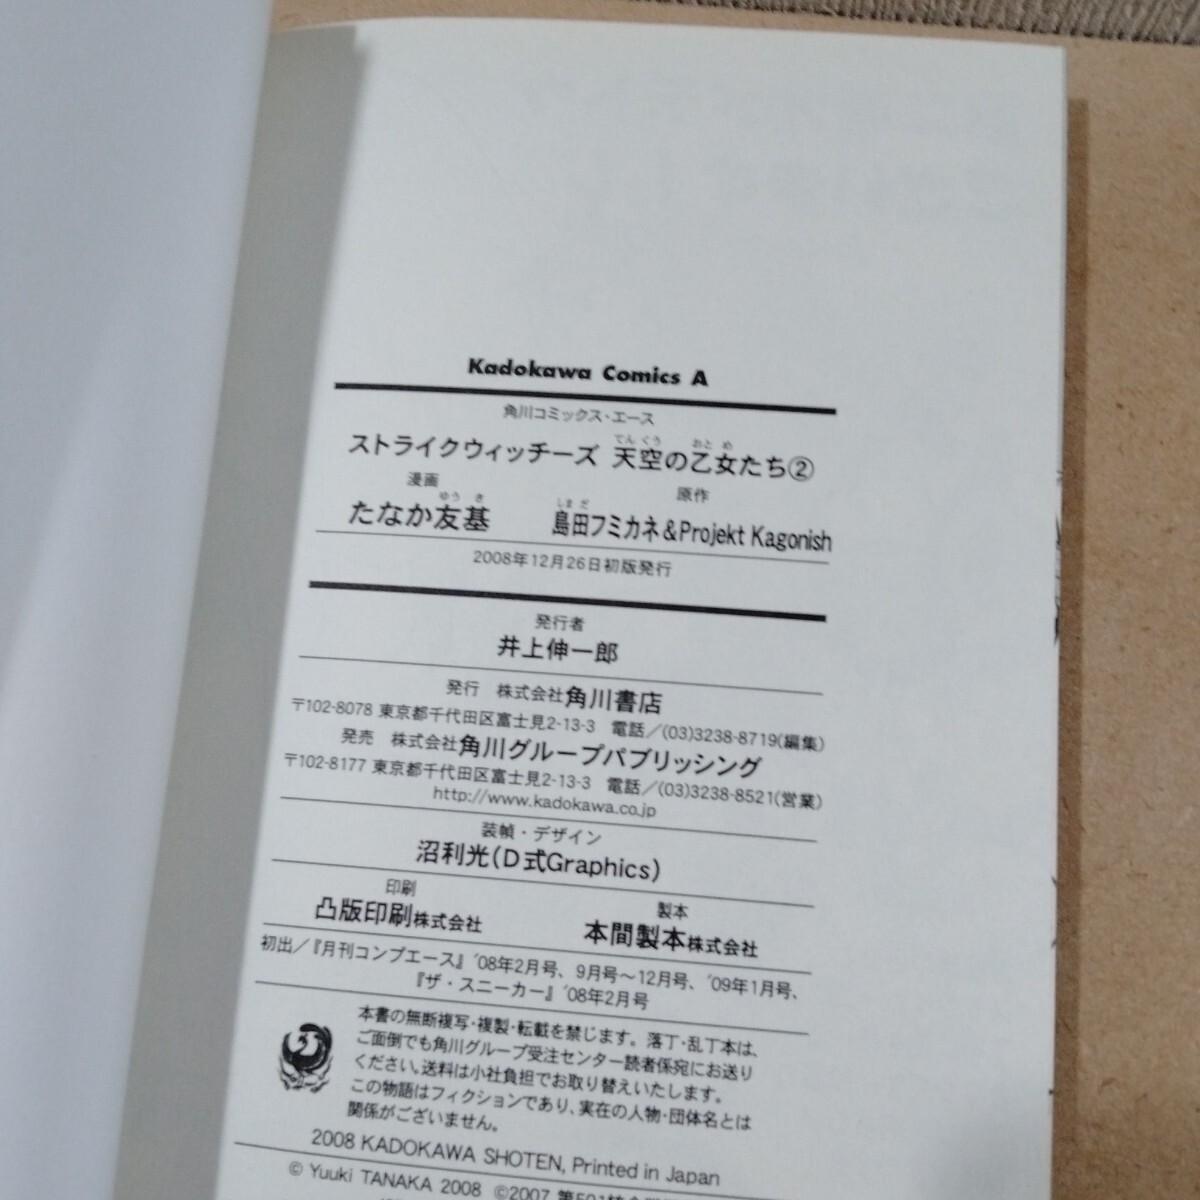 Kadokawa Comics A
角川コミックス・エース
ストライクウィッチーズ 天空の乙女たち②
てんくう おとめ
漫画 原作
たなか友基 島田フミカネ&Projekt Kagonish
ゆうき しまだ
2008年12月26日初版発行
発行者
井上伸一郎
発行 株式会社角川書店
〒102-8078 東京都千代田区富士見2-13-3 電話/(03)3238-8719(編集)
発売 株式会社角川グループパブリッシング
〒102-8177 東京都千代田区富士見2-13-3 電話/(03)3238-8521(営業)
http://www.kadokawa.co.jp
装幀・デザイン
沼利光(D式Graphics)
印刷 製本
凸版印刷株式会社 本間製本株式会社
初出/『月刊コンプエース』'08年2月号、9月号〜12月号、'09年1月号、
『ザ・スニーカー』'08年2月号
本書の無断複写・複製・転載を禁じます。落丁・乱丁本は、
ご面倒でも角川グループ受注センター読者係宛にお送り
ください。送料は小社負担でお取り替えいたします。
この物語はフィクションであり、実在の人物・団体名とは
関係がございません。
2008 KADOKAWA SHOTEN, Printed in Japan
© Yuuki TANAKA 2008 ©2007 第501